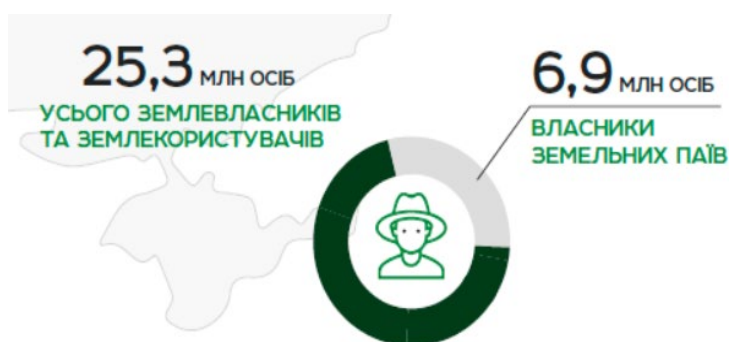 25,3 МЛН ОСІБ
УСЬОГО ЗЕМЛЕВЛАСНИКІВ
ТА ЗЕМЛЕКОРИСТУВАЧІВ
6,9 МЛН ОСІБ
ВЛАСНИКИ
ЗЕМЕЛЬНИХ ПАЇВ